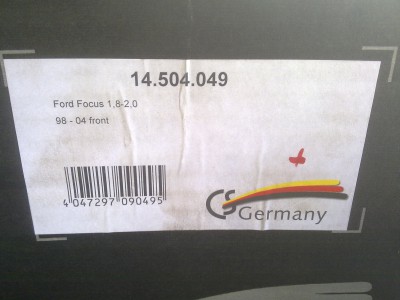 14.504.049
Ford Focus 1,8-2,0
98 - 04 front
4 047297 090495
CS Germany